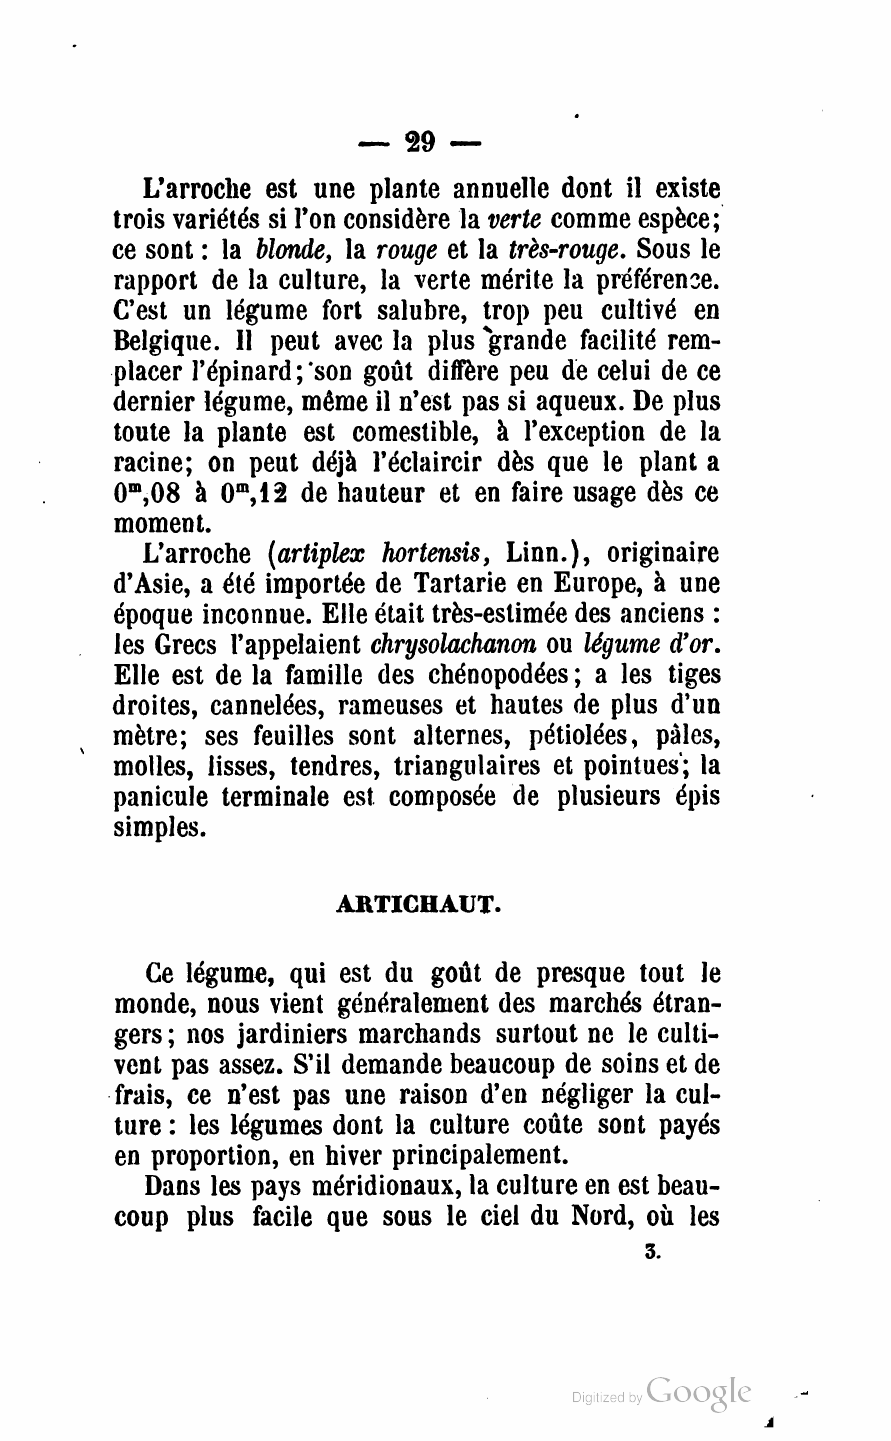 — 29 —
L'arroche est une plante annuelle dont il existe
trois variétés si l'on considère la verte comme espèce;
ce sont : la blonde, la rouge et la très-rouge. Sous le
rapport de la culture, la verte mérite la préférence.
C'est un légume fort salubre, trop peu cultivé en
Belgique. Il peut avec la plus grande facilité rem-
placer l'épinard; son goût diffère peu de celui de ce
dernier légume, même il n'est pas si aqueux. De plus
toute la plante est comestible, à l'exception de la
racine; on peut déjà l'éclaircir dès que le plant a
0m,08 à 0m,12 de hauteur et en faire usage dès ce
moment.
L'arroche (artiplex hortensis, Linn.), originaire
d'Asie, a été importée de Tartarie en Europe, à une
époque inconnue. Elle était très-estimée des anciens :
les Grecs l'appelaient chrysolachanon ou légume d'or.
Elle est de la famille des chénopodées; a les tiges
droites, cannelées, rameuses et hautes de plus d'un
mètre; ses feuilles sont alternes, pétiolées, pâles,
molles, lisses, tendres, triangulaires et pointues; la
panicule terminale est composée de plusieurs épis
simples.
ARTICHAUT.
Ce légume, qui est du goût de presque tout le
monde, nous vient généralement des marchés étran-
gers; nos jardiniers marchands surtout ne le culti-
vent pas assez. S'il demande beaucoup de soins et de
frais, ce n'est pas une raison d'en négliger la cul-
ture : les légumes dont la culture coûte sont payés
en proportion, en hiver principalement.
Dans les pays méridionaux, la culture en est beau-
coup plus facile que sous le ciel du Nord, où les
3.
Digitized by Google